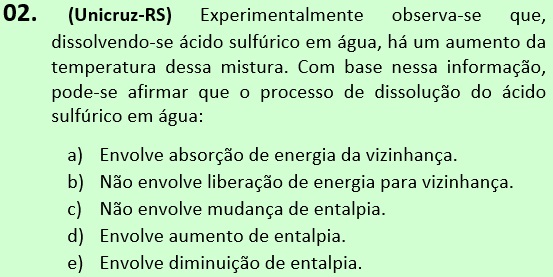 02. (Unicruz-RS) Experimentalmente observa-se que,
dissolvendo-se ácido sulfúrico em água, há um aumento da
temperatura dessa mistura. Com base nessa informação,
pode-se afirmar que o processo de dissolução do ácido
sulfúrico em água:
a) Envolve absorção de energia da vizinhança.
b) Não envolve liberação de energia para vizinhança.
c) Não envolve mudança de entalpia.
d) Envolve aumento de entalpia.
e) Envolve diminuição de entalpia.